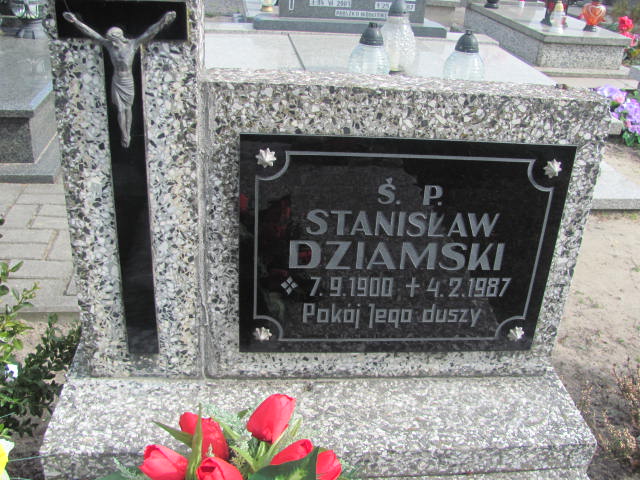 Ś. P.
STANISŁAW
DZIAMSKI
7.9.1900 + 4.2.1987
Pokój Jego duszy